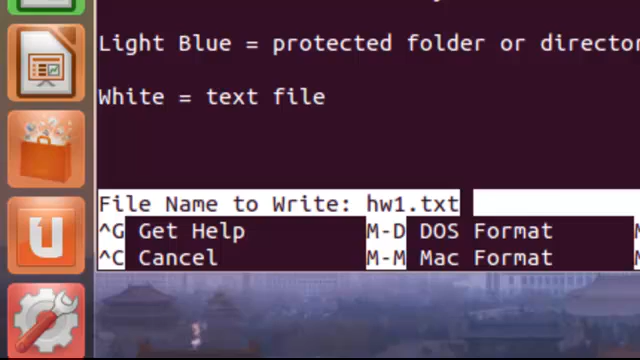 Light Blue = protected folder or
White = text file
File Name to Write: hw1.txt
^G Get Help M-D DOS Format
^C Cancel M-M Mac Format